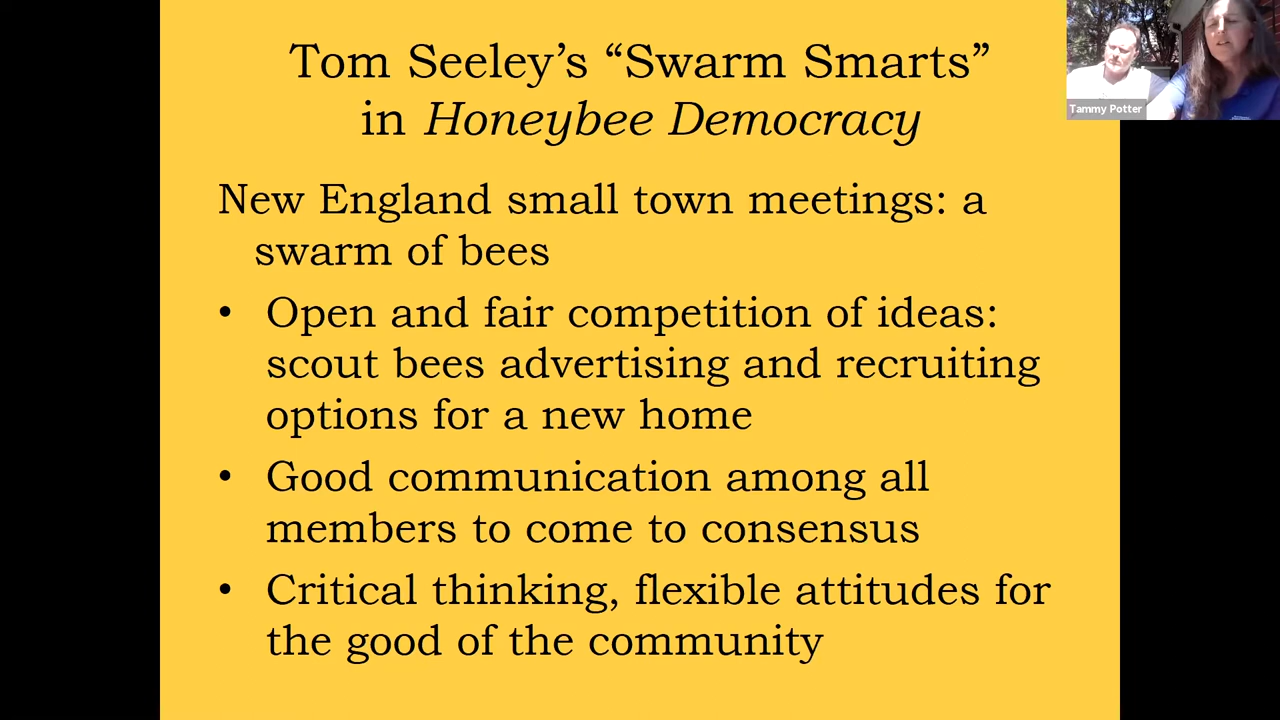 Tom Seeley’s “Swarm Smarts”
in Honeybee Democracy
Tammy Potter
New England small town meetings: a
swarm of bees
• Open and fair competition of ideas:
scout bees advertising and recruiting
options for a new home
• Good communication among all
members to come to consensus
• Critical thinking, flexible attitudes for
the good of the community